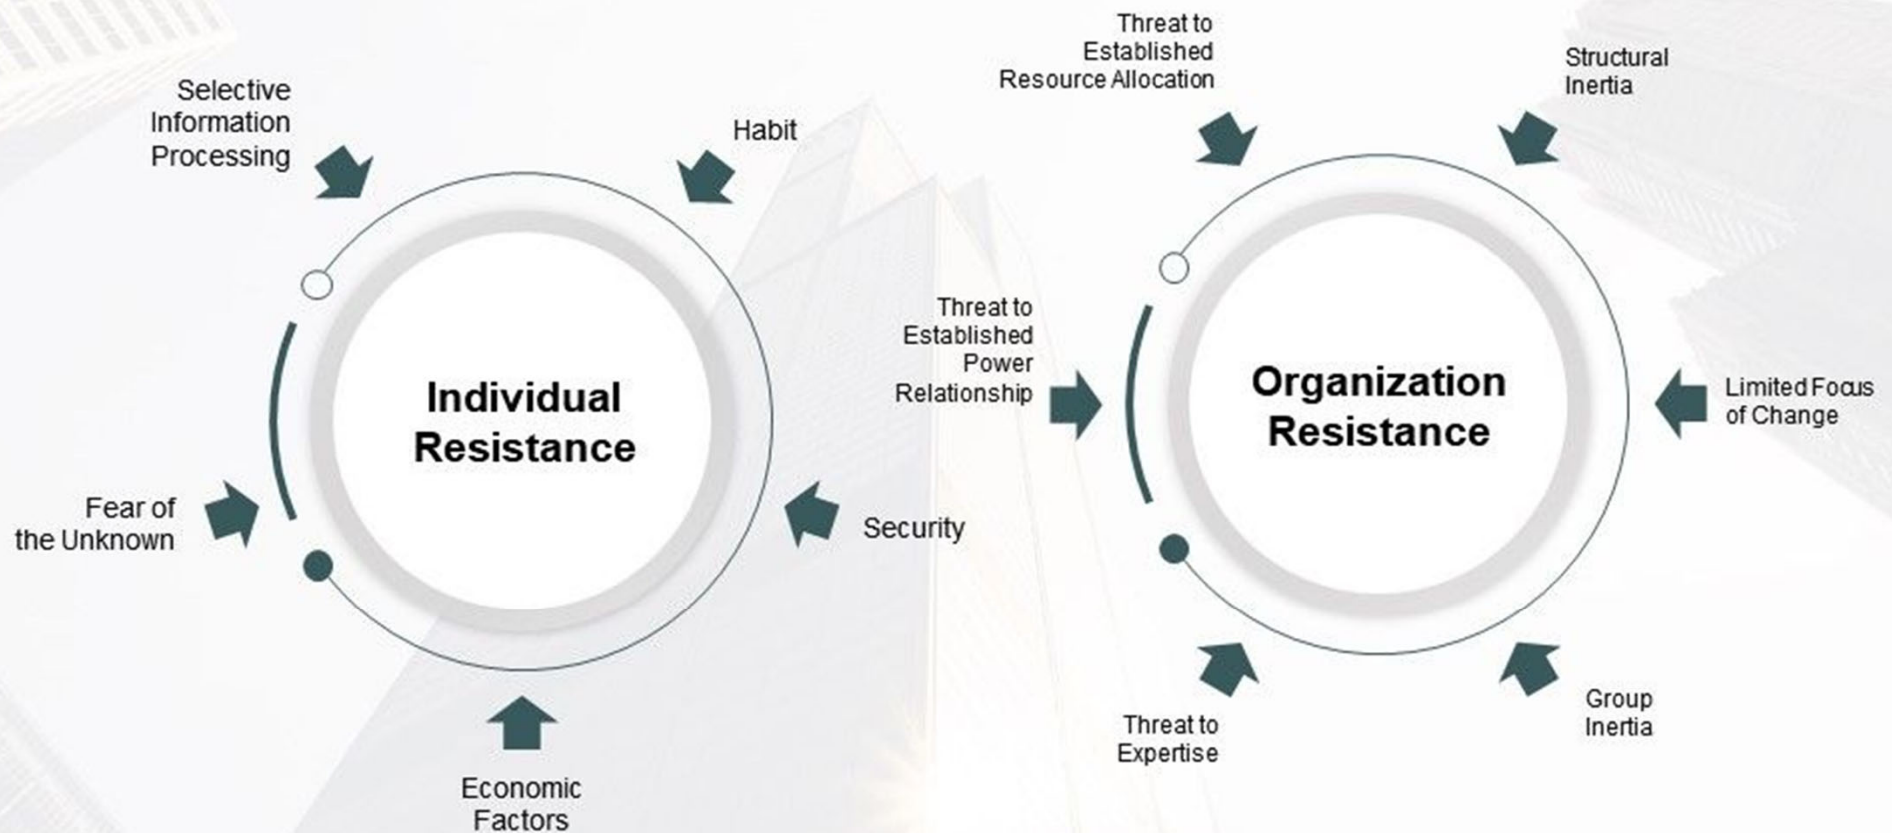 Selective
Information
Processing
Habit
Individual
Resistance
Fear of
the Unknown
Security
Economic
Factors
Threat to
Established
Resource Allocation
Structural
Inertia
Threat to
Established
Power
Relationship
Organization
Resistance
Limited Focus
of Change
Threat to
Expertise
Group
Inertia